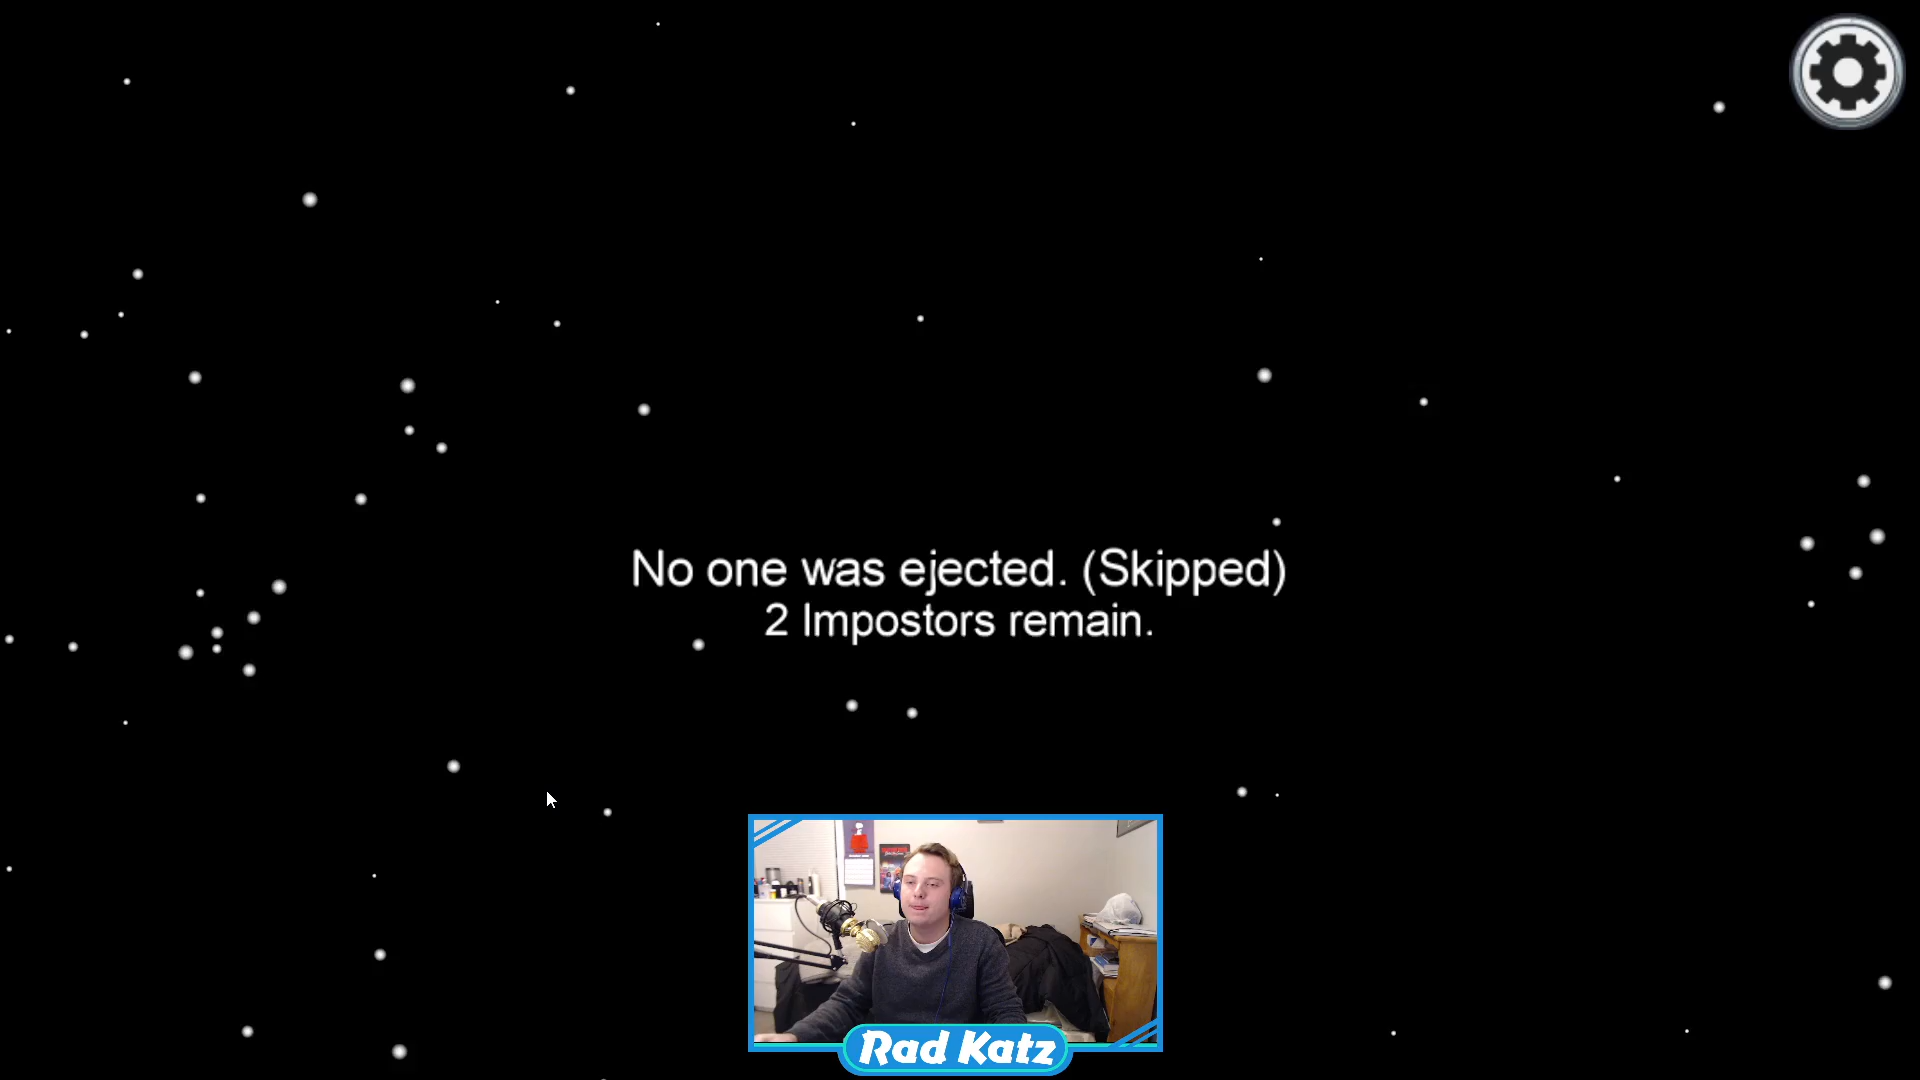 No one was ejected. (Skipped)
2 Impostors remain.
Rad Katz